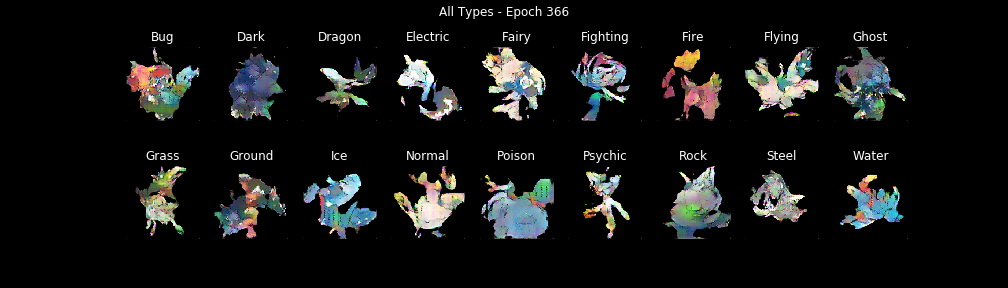 All Types - Epoch 366
Bug Dark Dragon Electric Fairy Fighting Fire Flying Ghost
Grass Ground Ice Normal Poison Psychic Rock Steel Water